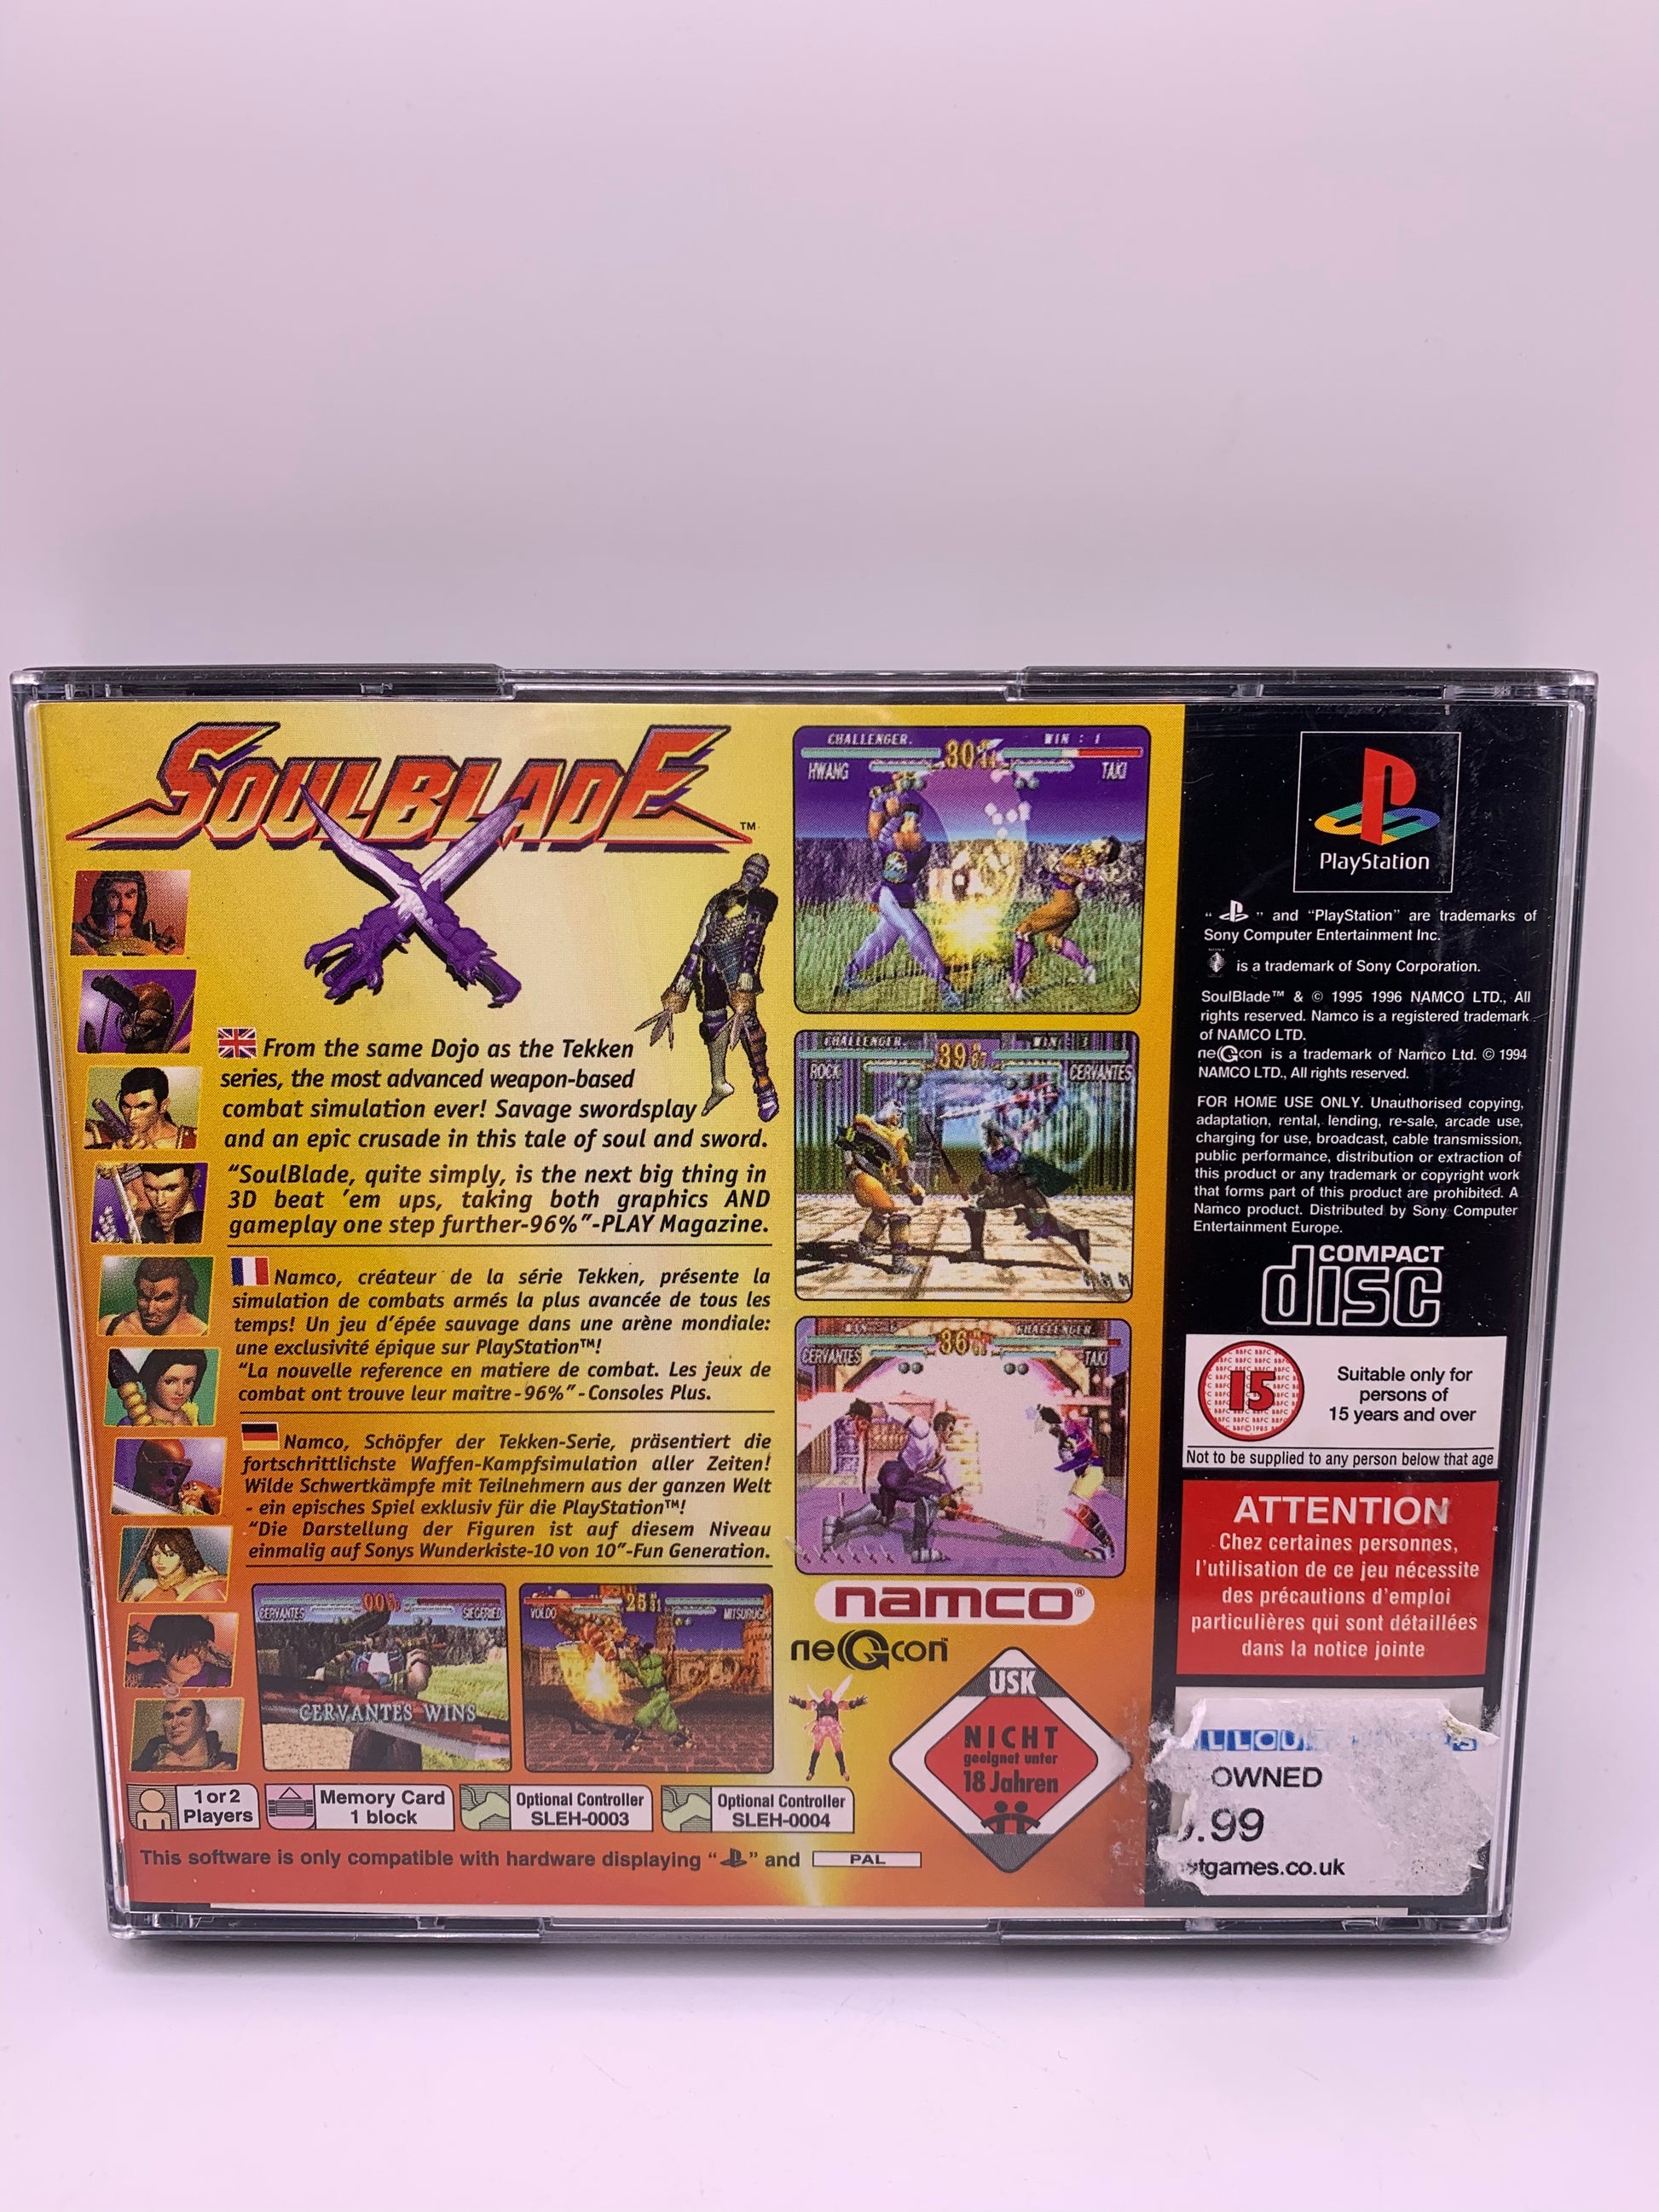 SOULBLADE™
From the same Dojo as the Tekken
series, the most advanced weapon-based
combat simulation ever! Savage swordsplay
and an epic crusade in this tale of soul and sword.
“SoulBlade, quite simply, is the next big thing in
3D beat ’em ups, taking both graphics AND
gameplay one step further-96%”-PLAY Magazine.
Namco, créateur de la série Tekken, présente la
simulation de combats armés la plus avancée de tous les
temps! Un jeu d’épée sauvage dans une arène mondiale:
une exclusivité épique sur PlayStation™!
“La nouvelle reference en matiere de combat. Les jeux de
combat ont trouve leur maitre-96%”-Consoles Plus.
Namco, Schöpfer der Tekken-Serie, präsentiert die
fortschrittlichste Waffen-Kampfsimulation aller Zeiten!
Wilde Schwertkämpfe mit Teilnehmern aus der ganzen Welt
- ein episches Spiel exklusiv für die PlayStation™!
“Die Darstellung der Figuren ist auf diesem Niveau
einmalig auf Sonys Wunderkiste-10 von 10”-Fun Generation.
CERVANTES SIEGFRIED
CERVANTES WINS
VOLDO 25 MITSURUGI
CHALLENGER. 30 WIN : 1
HWANG TAKI
CHALLENGER. 39 WIN : 3
ROCK CERVANTES
36 CHALLENGER
CERVANTES TAKI
namco®
neGcon™
USK
NICHT
geeignet unter
18 Jahren
1 or 2
Players
Memory Card
1 block
Optional Controller
SLEH-0003
Optional Controller
SLEH-0004
This software is only compatible with hardware displaying “ ” and PAL
PlayStation
“ ” and “PlayStation” are trademarks of
Sony Computer Entertainment Inc.
is a trademark of Sony Corporation.
SoulBlade™ & © 1995 1996 NAMCO LTD., All
rights reserved. Namco is a registered trademark
of NAMCO LTD.
neGcon is a trademark of Namco Ltd. © 1994
NAMCO LTD., All rights reserved.
FOR HOME USE ONLY. Unauthorised copying,
adaptation, rental, lending, re-sale, arcade use,
charging for use, broadcast, cable transmission,
public performance, distribution or extraction of
this product or any trademark or copyright work
that forms part of this product are prohibited. A
Namco product. Distributed by Sony Computer
Entertainment Europe.
COMPACT
disc
15
Suitable only for
persons of
15 years and over
Not to be supplied to any person below that age
ATTENTION
Chez certaines personnes,
l’utilisation de ce jeu nécessite
des précautions d’emploi
particulières qui sont détaillées
dans la notice jointe
OWNED
.99
tgames.co.uk